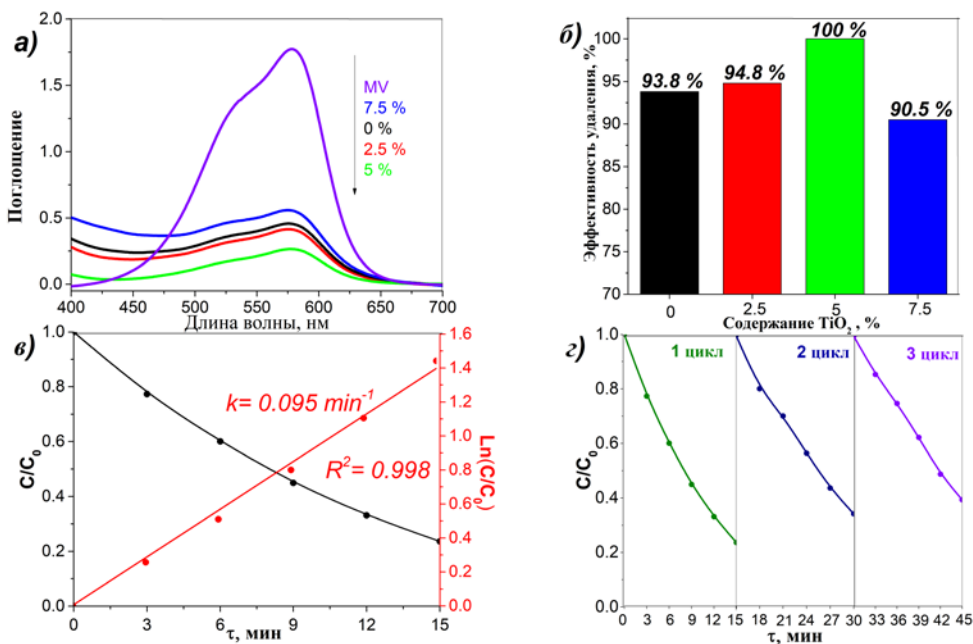 а)
2.0
1.5
1.0
0.5
0.0
Поглощение
MV
7.5 %
0 %
2.5 %
5 %
400 450 500 550 600 650 700
Длина волны, нм
б)
100
95
90
85
80
75
70
Эффективность удаления, %
93.8 %
94.8 %
100 %
90.5 %
0 2.5 5 7.5
Содержание TiO₂ , %
в)
1.0
0.8
0.6
0.4
0.2
0.0
C/C₀
k= 0.095 min⁻¹
R²= 0.998
1.6
1.4
1.2
1.0
0.8
0.6
0.4
0.2
0.0
Ln(C/C₀)
0 3 6 9 12 15
τ, мин
г)
1.0
0.8
0.6
0.4
0.2
0.0
C/C₀
1 цикл
2 цикл
3 цикл
0 3 6 9 12 15 18 21 24 27 30 33 36 39 42 45
τ, мин